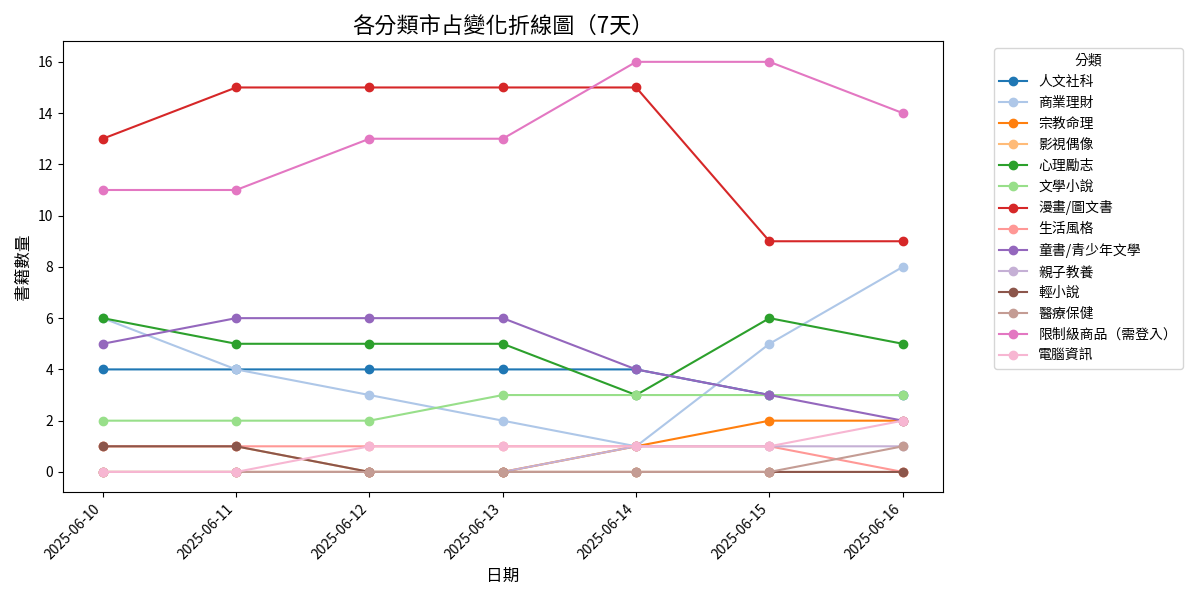 各分類市占變化折線圖（7天）
書籍數量
16
14
12
10
8
6
4
2
0
2025-06-10
2025-06-11
2025-06-12
2025-06-13
2025-06-14
2025-06-15
2025-06-16
日期
分類
人文社科
商業理財
宗教命理
影視偶像
心理勵志
文學小說
漫畫/圖文書
生活風格
童書/青少年文學
親子教養
輕小說
醫療保健
限制級商品（需登入）
電腦資訊